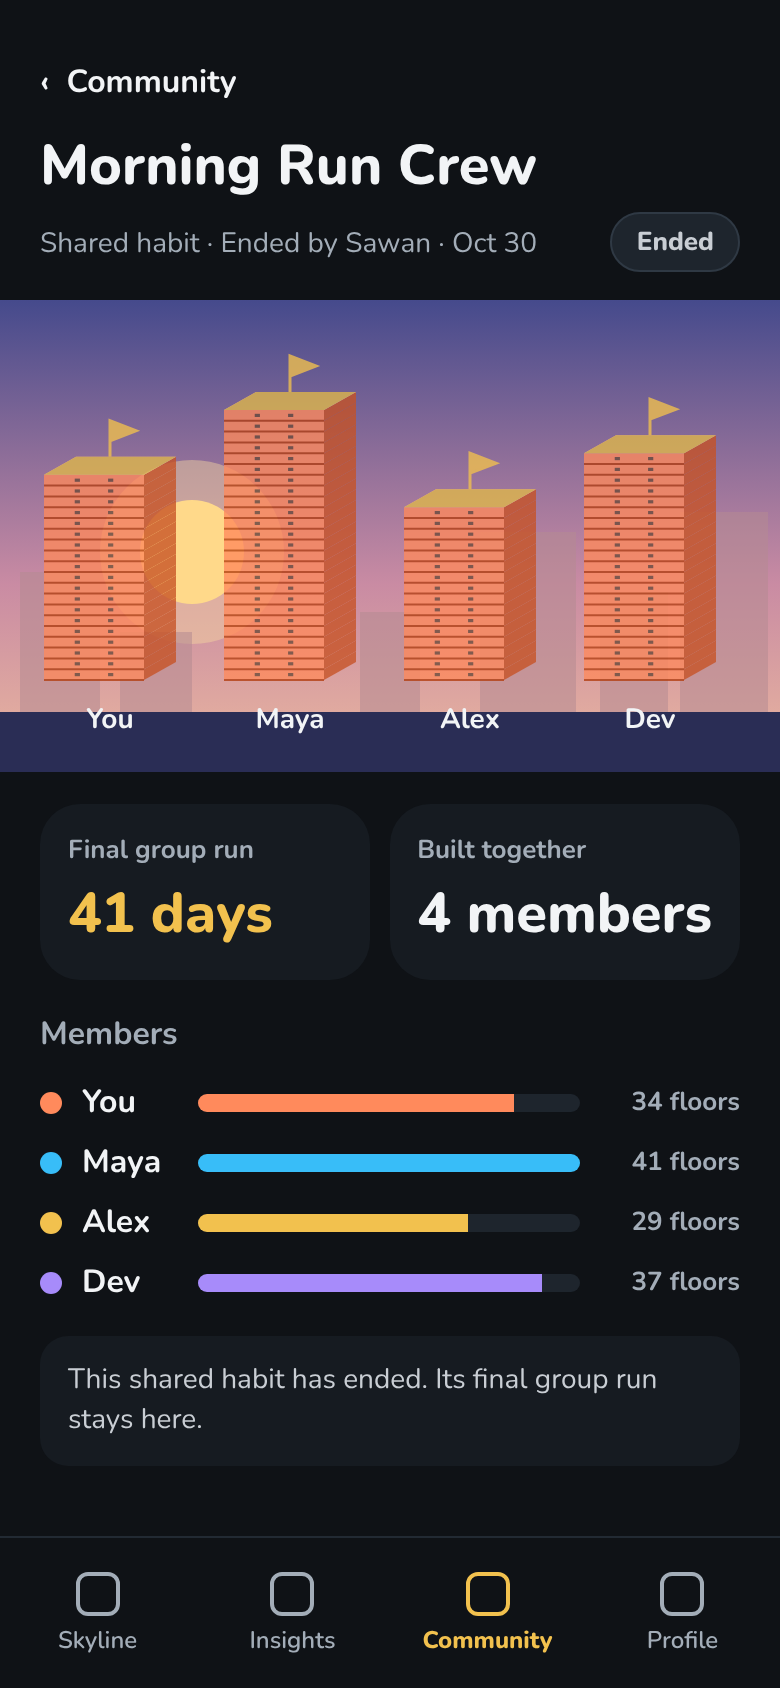 ‹ Community
Morning Run Crew
Shared habit · Ended by Sawan · Oct 30
Ended
You
Maya
Alex
Dev
Final group run
41 days
Built together
4 members
Members
You 34 floors
Maya 41 floors
Alex 29 floors
Dev 37 floors
This shared habit has ended. Its final group run
stays here.
Skyline
Insights
Community
Profile